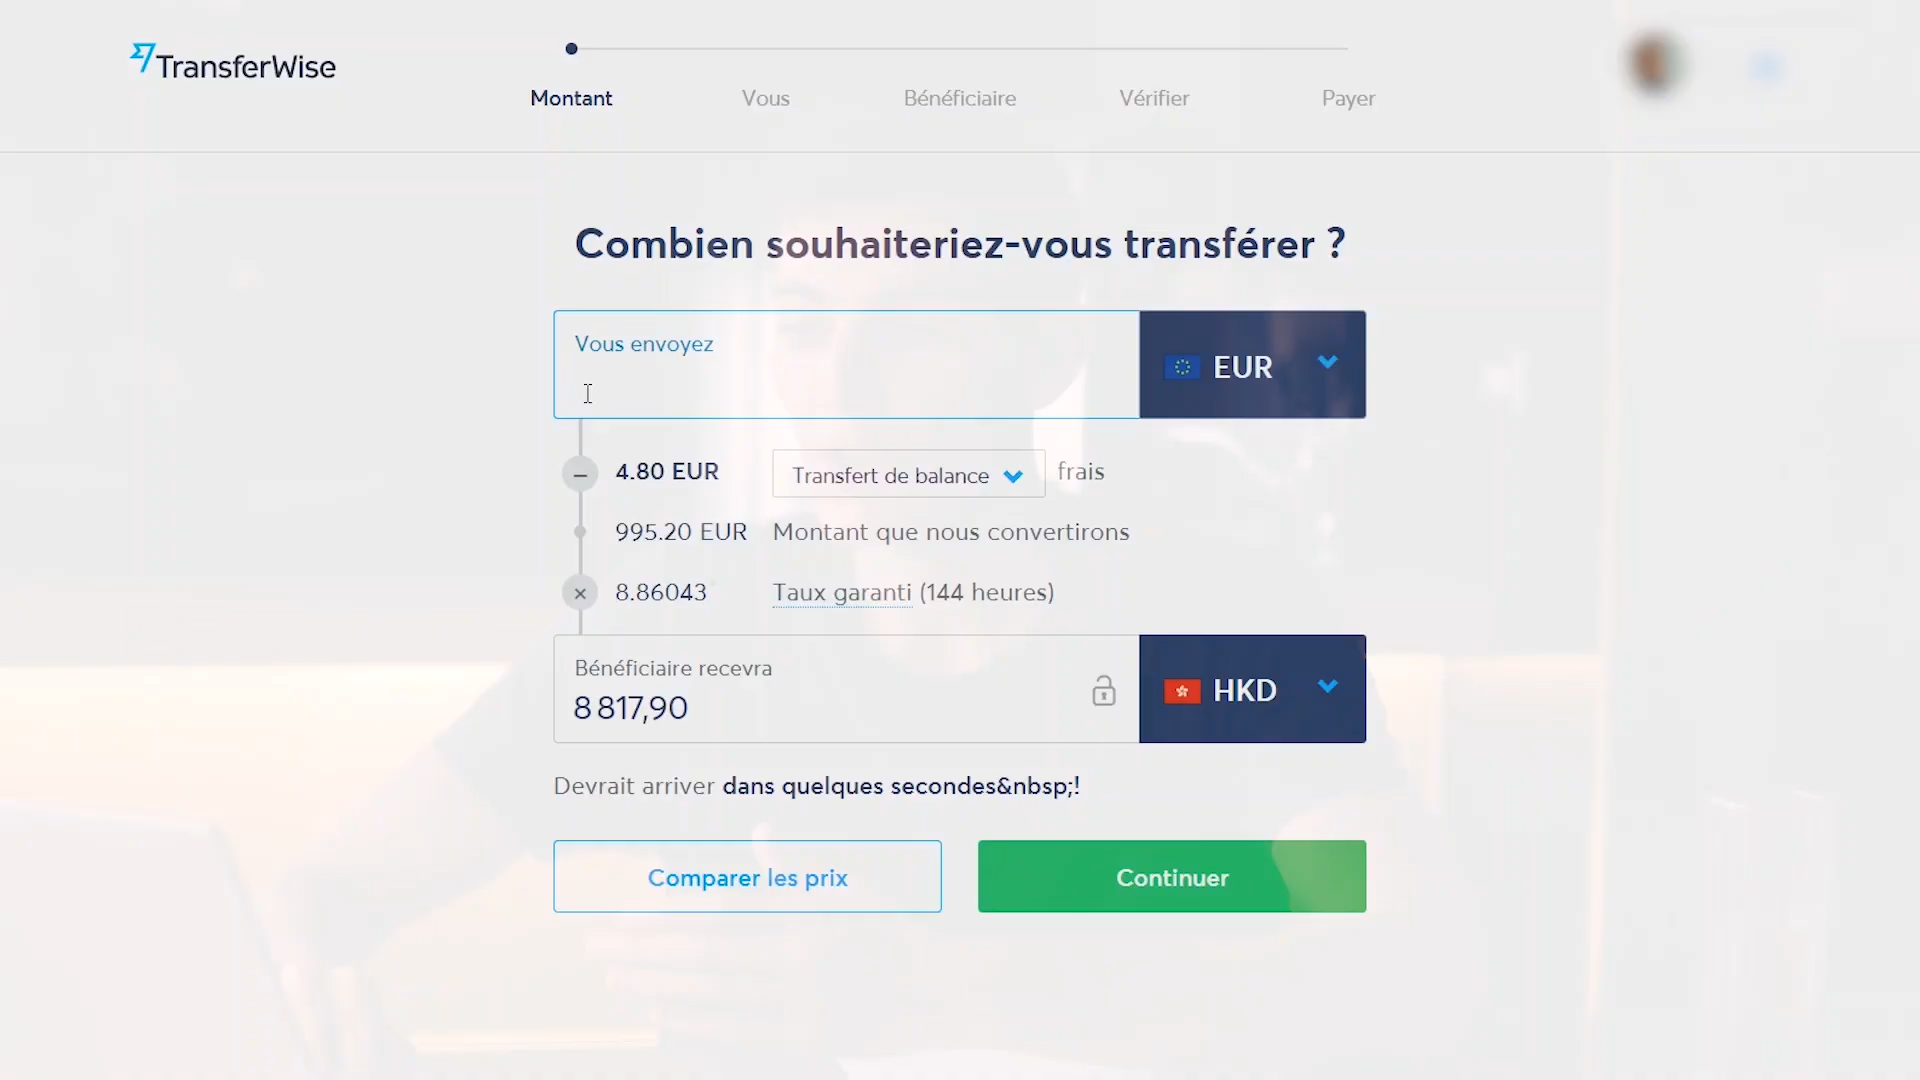 TransferWise
Montant
Vous
Bénéficiaire
Vérifier
Payer
Combien souhaiteriez-vous transférer ?
Vous envoyez
EUR
4.80 EUR Transfert de balance frais
995.20 EUR Montant que nous convertirons
8.86043 Taux garanti (144 heures)
Bénéficiaire recevra
8 817,90
HKD
Devrait arriver dans quelques secondes&nbsp;!
Comparer les prix
Continuer